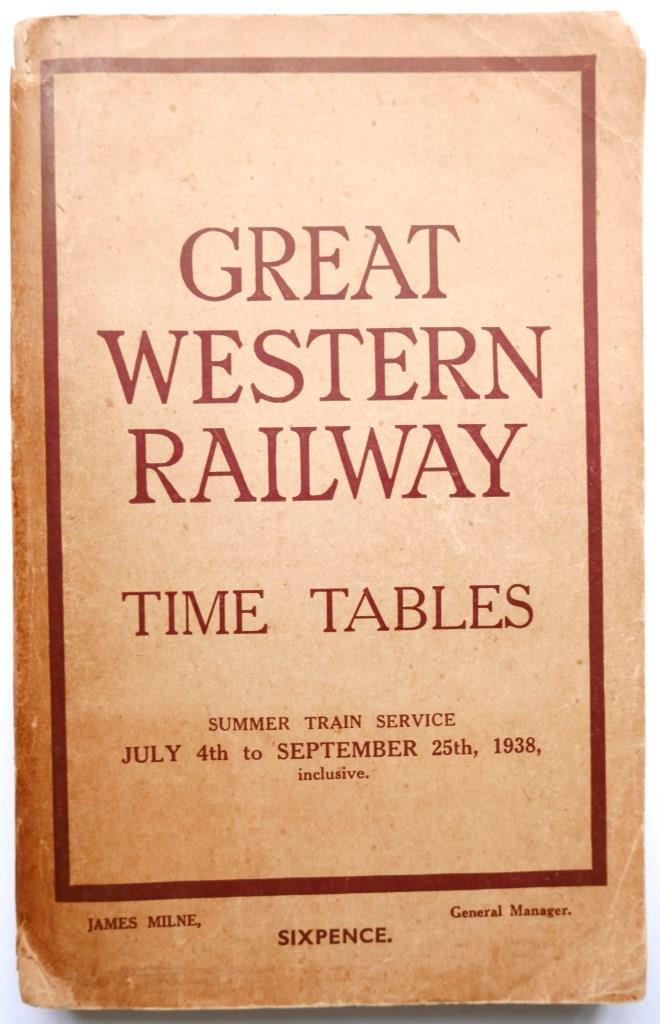 GREAT
WESTERN
RAILWAY
TIME TABLES
SUMMER TRAIN SERVICE
JULY 4th to SEPTEMBER 25th, 1938,
inclusive.
JAMES MILNE, General Manager.
SIXPENCE.